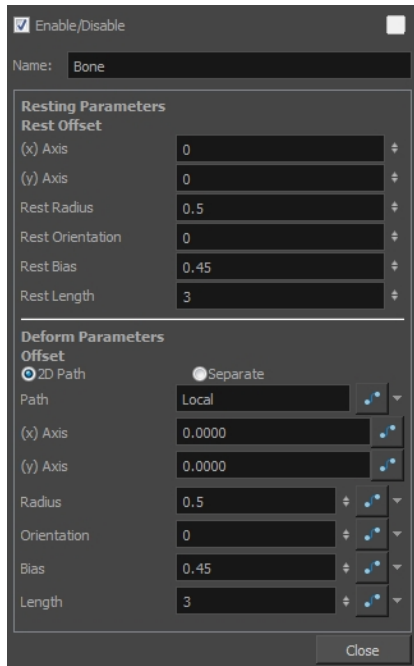 Enable/Disable
Name: Bone
Resting Parameters
Rest Offset
(x) Axis 0
(y) Axis 0
Rest Radius 0.5
Rest Orientation 0
Rest Bias 0.45
Rest Length 3
Deform Parameters
Offset
2D Path Separate
Path Local
(x) Axis 0.0000
(y) Axis 0.0000
Radius 0.5
Orientation 0
Bias 0.45
Length 3
Close